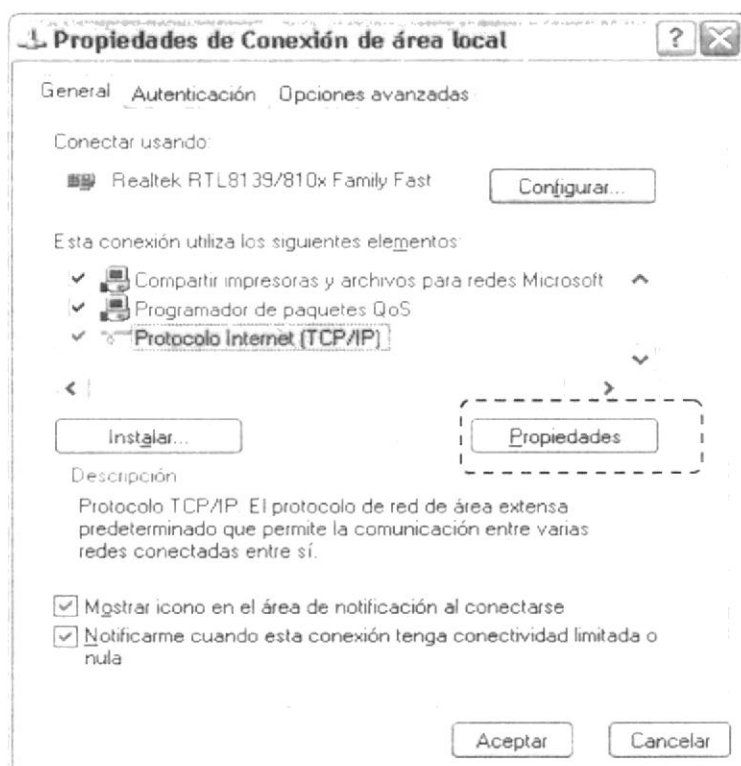 Propiedades de Conexión de área local
General Autenticación Opciones avanzadas
Conectar usando:
Realtek RTL8139/810x Family Fast Configurar...
Esta conexión utiliza los siguientes elementos:
Compartir impresoras y archivos para redes Microsoft
Programador de paquetes QoS
Protocolo Internet (TCP/IP)
Instalar... Propiedades
Descripción
Protocolo TCP/IP. El protocolo de red de área extensa
predeterminado que permite la comunicación entre varias
redes conectadas entre sí.
Mostrar icono en el área de notificación al conectarse
Notificarme cuando esta conexión tenga conectividad limitada o
nula
Aceptar Cancelar